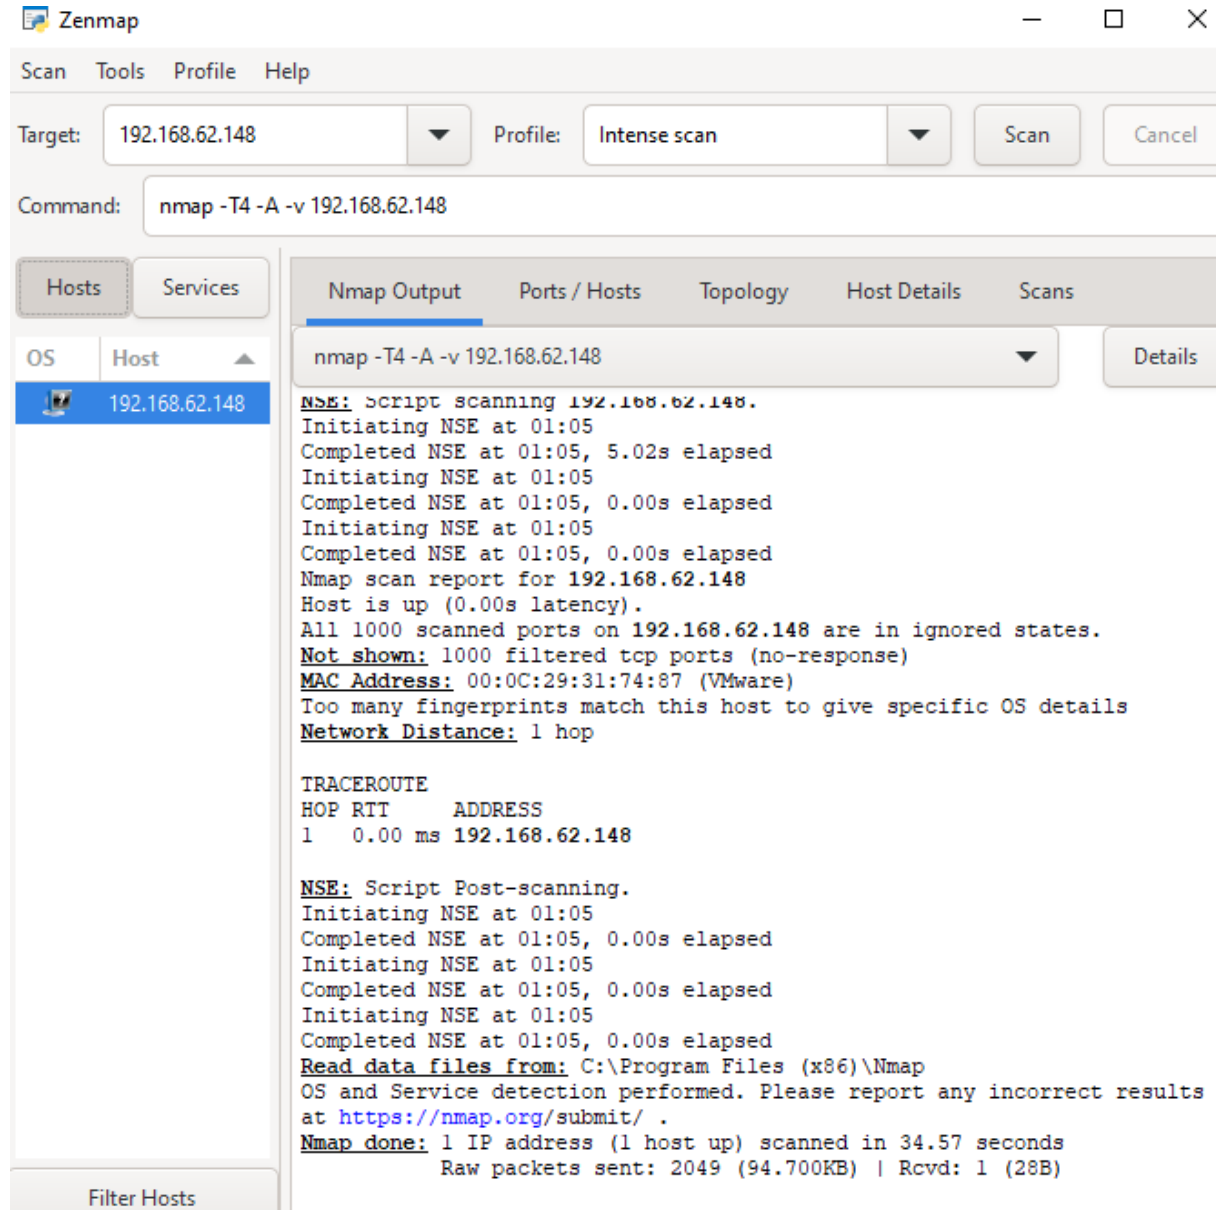 Zenmap
Scan Tools Profile Help
Target: 192.168.62.148 Profile: Intense scan Scan Cancel
Command: nmap -T4 -A -v 192.168.62.148
Hosts Services
Nmap Output Ports / Hosts Topology Host Details Scans
OS Host
nmap -T4 -A -v 192.168.62.148 Details
192.168.62.148
NSE: Script scanning 192.168.62.148.
Initiating NSE at 01:05
Completed NSE at 01:05, 5.02s elapsed
Initiating NSE at 01:05
Completed NSE at 01:05, 0.00s elapsed
Initiating NSE at 01:05
Completed NSE at 01:05, 0.00s elapsed
Nmap scan report for 192.168.62.148
Host is up (0.00s latency).
All 1000 scanned ports on 192.168.62.148 are in ignored states.
Not shown: 1000 filtered tcp ports (no-response)
MAC Address: 00:0C:29:31:74:87 (VMware)
Too many fingerprints match this host to give specific OS details
Network Distance: 1 hop
TRACEROUTE
HOP RTT ADDRESS
1 0.00 ms 192.168.62.148
NSE: Script Post-scanning.
Initiating NSE at 01:05
Completed NSE at 01:05, 0.00s elapsed
Initiating NSE at 01:05
Completed NSE at 01:05, 0.00s elapsed
Initiating NSE at 01:05
Completed NSE at 01:05, 0.00s elapsed
Read data files from: C:\Program Files (x86)\Nmap
OS and Service detection performed. Please report any incorrect results
at https://nmap.org/submit/ .
Nmap done: 1 IP address (1 host up) scanned in 34.57 seconds
Raw packets sent: 2049 (94.700KB) | Rcvd: 1 (28B)
Filter Hosts